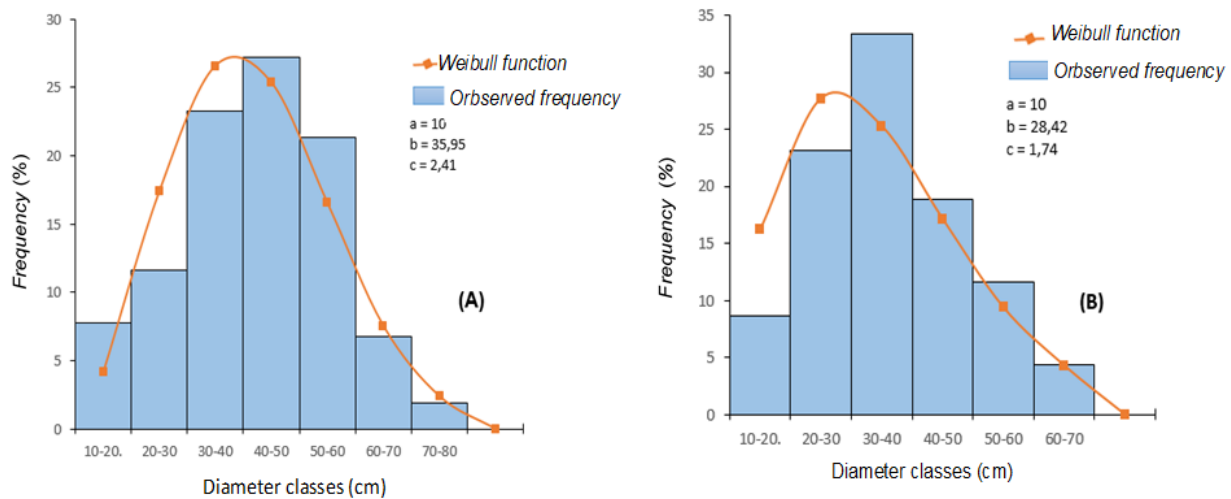 30
25
20
15
10
5
0
Frequency (%)
Weibull function
Orbserved frequency
a = 10
b = 35,95
c = 2,41
(A)
10-20. 20-30 30-40 40-50 50-60 60-70 70-80
Diameter classes (cm)
35
30
25
20
15
10
5
0
Frequency (%)
Weibull function
Orbserved frequency
a = 10
b = 28,42
c = 1,74
(B)
10-20. 20-30 30-40 40-50 50-60 60-70
Diameter classes (cm)